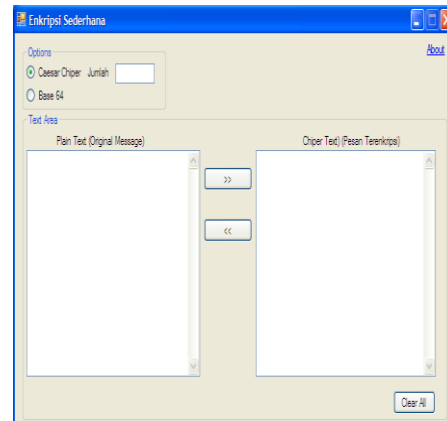 Enkripsi Sederhana
Options
About
Caesar Chiper Jumlah
Base 64
Text Area
Plain Text (Original Message)
Chiper Text) (Pesan Terenkripsi)
>>
<<
Clear All